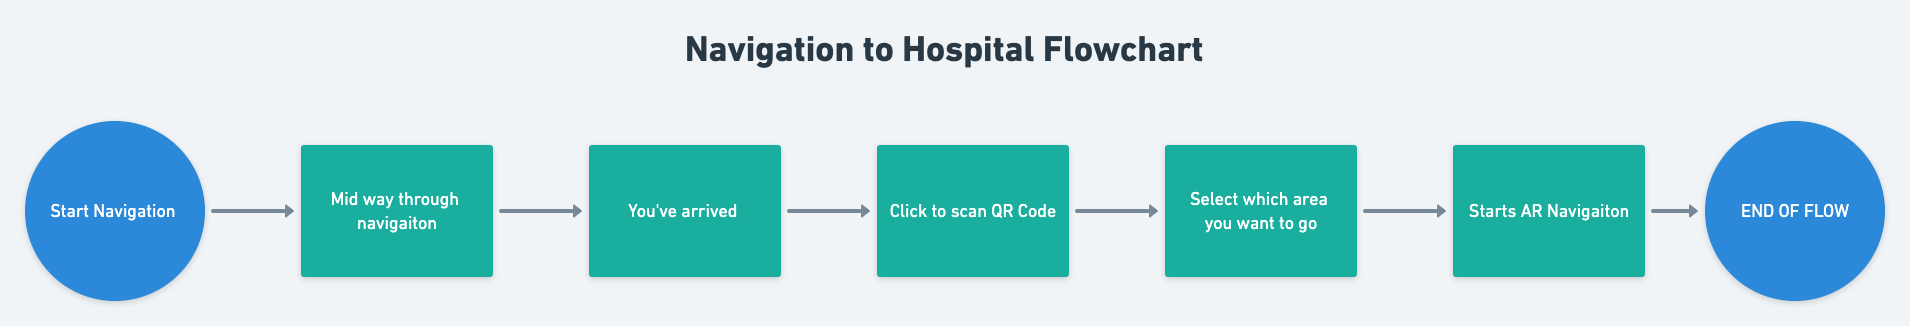 Navigation to Hospital Flowchart
Start Navigation
Mid way through
navigaiton
You've arrived
Click to scan QR Code
Select which area
you want to go
Starts AR Navigaiton
END OF FLOW